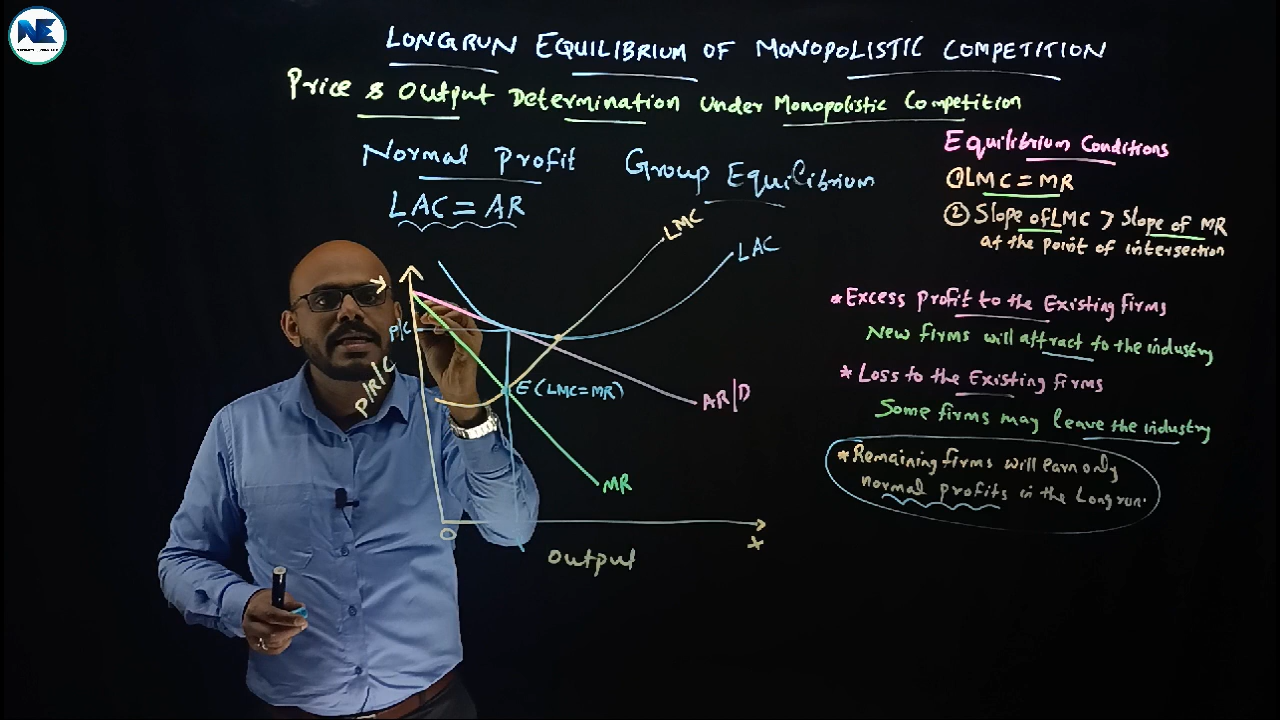 NE
LONGRUN EQUILIBRIUM OF MONOPOLISTIC COMPETITION
Price & Output Determination Under Monopolistic Competition
Normal Profit Group Equilibrium
LAC = AR
Equilibrium Conditions
① LMC = MR
② Slope of LMC > Slope of MR
at the point of intersection
* Excess profit to the Existing firms
New firms will attract to the industry
* Loss to the Existing firms
Some firms may leave the industry
* Remaining firms will earn only
normal profits in the Longrun.
LMC
LAC
P/C
P/R/C
E (LMC = MR)
AR/D
MR
O
X
Output